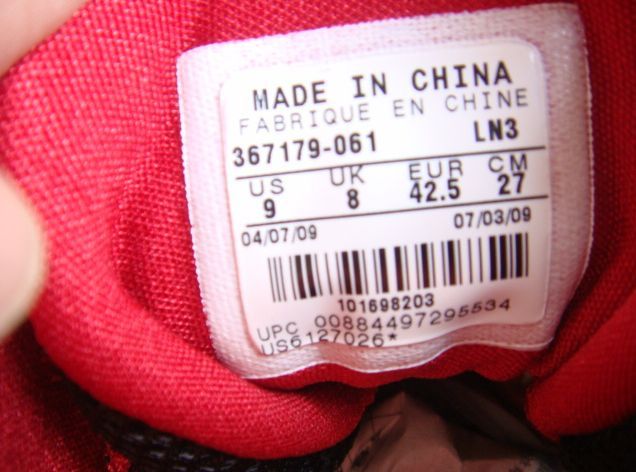 MADE IN CHINA
FABRIQUE EN CHINE
367179-061 LN3
US UK EUR CM
9 8 42.5 27
04/07/09 07/03/09
101698203
UPC 00884497295534
US6127026*